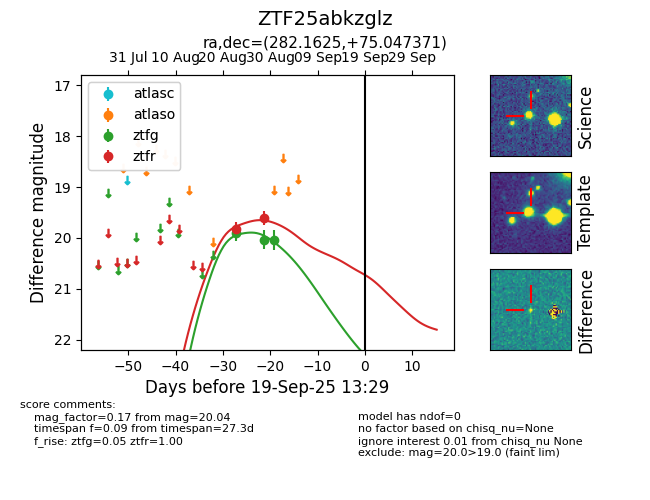 ZTF25abkzglz
ra,dec=(282.1625,+75.047371)
31 Jul 10 Aug 20 Aug 30 Aug 09 Sep 19 Sep 29 Sep
atlasc
atlaso
ztfg
ztfr
17
18
19
20
21
22
Difference magnitude
−50 −40 −30 −20 −10 0 10
Days before 19-Sep-25 13:29
Science
Template
Difference
score comments:
mag_factor=0.17 from mag=20.04
timespan f=0.09 from timespan=27.3d
f_rise: ztfg=0.05 ztfr=1.00
model has ndof=0
no factor based on chisq_nu=None
ignore interest 0.01 from chisq_nu None
exclude: mag=20.0>19.0 (faint lim)